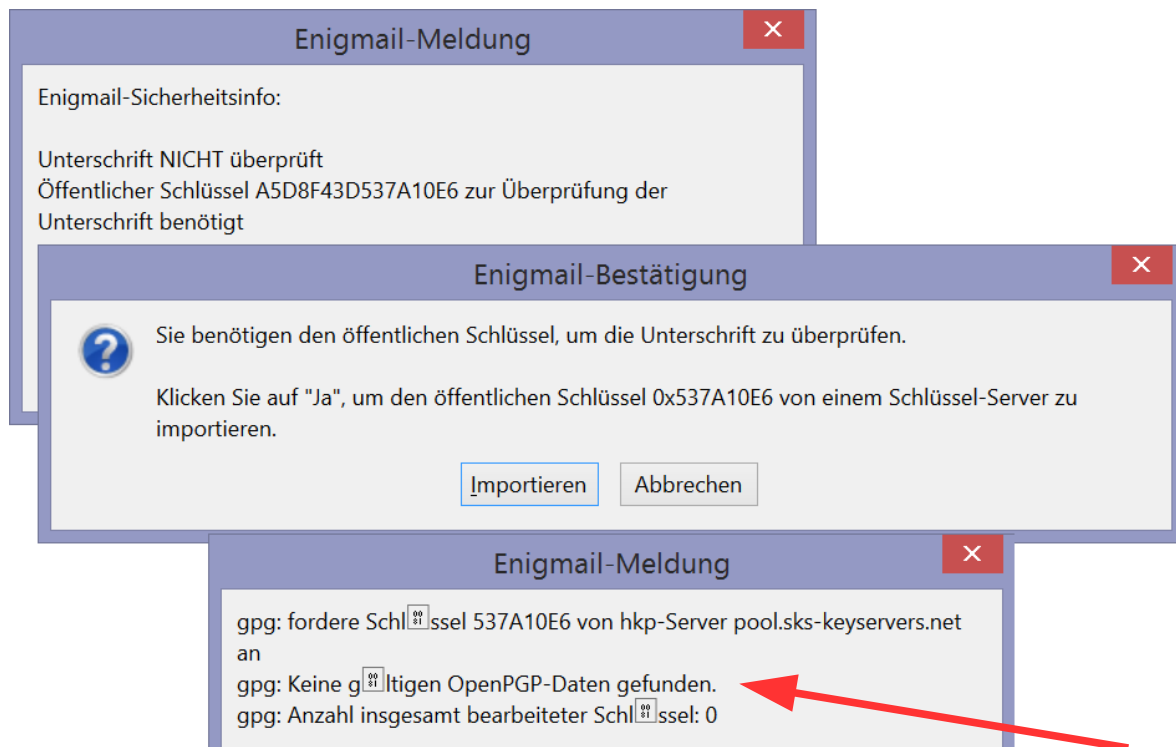 Enigmail-Meldung
Enigmail-Sicherheitsinfo:
Unterschrift NICHT überprüft
Öffentlicher Schlüssel A5D8F43D537A10E6 zur Überprüfung der
Unterschrift benötigt
Enigmail-Bestätigung
Sie benötigen den öffentlichen Schlüssel, um die Unterschrift zu überprüfen.
Klicken Sie auf "Ja", um den öffentlichen Schlüssel 0x537A10E6 von einem Schlüssel-Server zu
importieren.
Importieren
Abbrechen
Enigmail-Meldung
gpg: fordere Schl\u0081ssel 537A10E6 von hkp-Server pool.sks-keyservers.net
an
gpg: Keine g\u0081ltigen OpenPGP-Daten gefunden.
gpg: Anzahl insgesamt bearbeiteter Schl\u0081ssel: 0